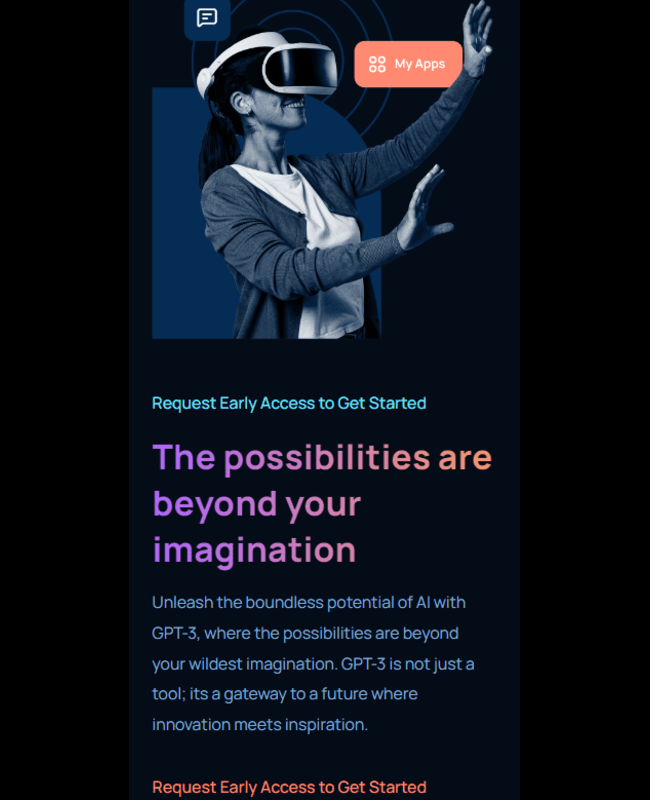 My Apps
Request Early Access to Get Started
The possibilities are
beyond your
imagination
Unleash the boundless potential of AI with
GPT-3, where the possibilities are beyond
your wildest imagination. GPT-3 is not just a
tool; its a gateway to a future where
innovation meets inspiration.
Request Early Access to Get Started